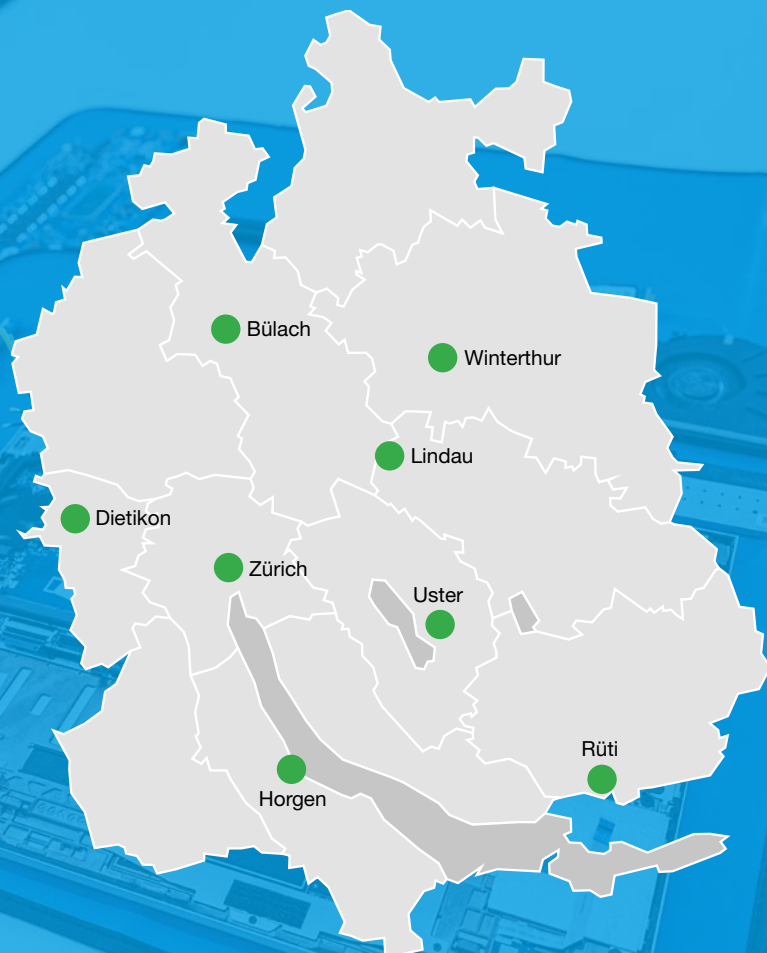 Bülach
Winterthur
Lindau
Dietikon
Zürich
Uster
Rüti
Horgen